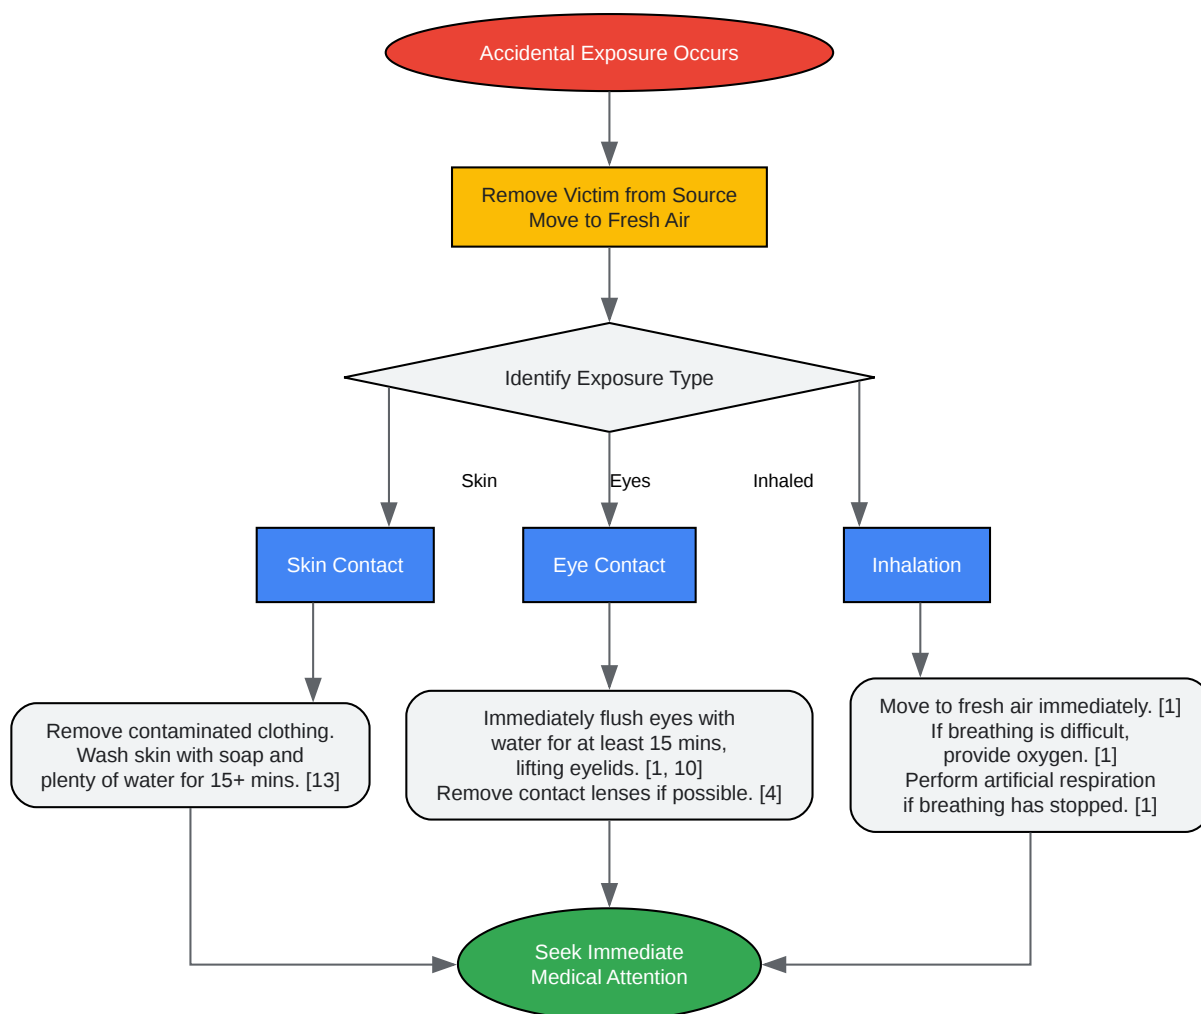 Accidental Exposure Occurs
Remove Victim from Source
Move to Fresh Air
Identify Exposure Type
Skin
Eyes
Inhaled
Skin Contact
Eye Contact
Inhalation
Remove contaminated clothing.
Wash skin with soap and
plenty of water for 15+ mins. [13]
Immediately flush eyes with
water for at least 15 mins,
lifting eyelids. [1, 10]
Remove contact lenses if possible. [4]
Move to fresh air immediately. [1]
If breathing is difficult,
provide oxygen. [1]
Perform artificial respiration
if breathing has stopped. [1]
Seek Immediate
Medical Attention